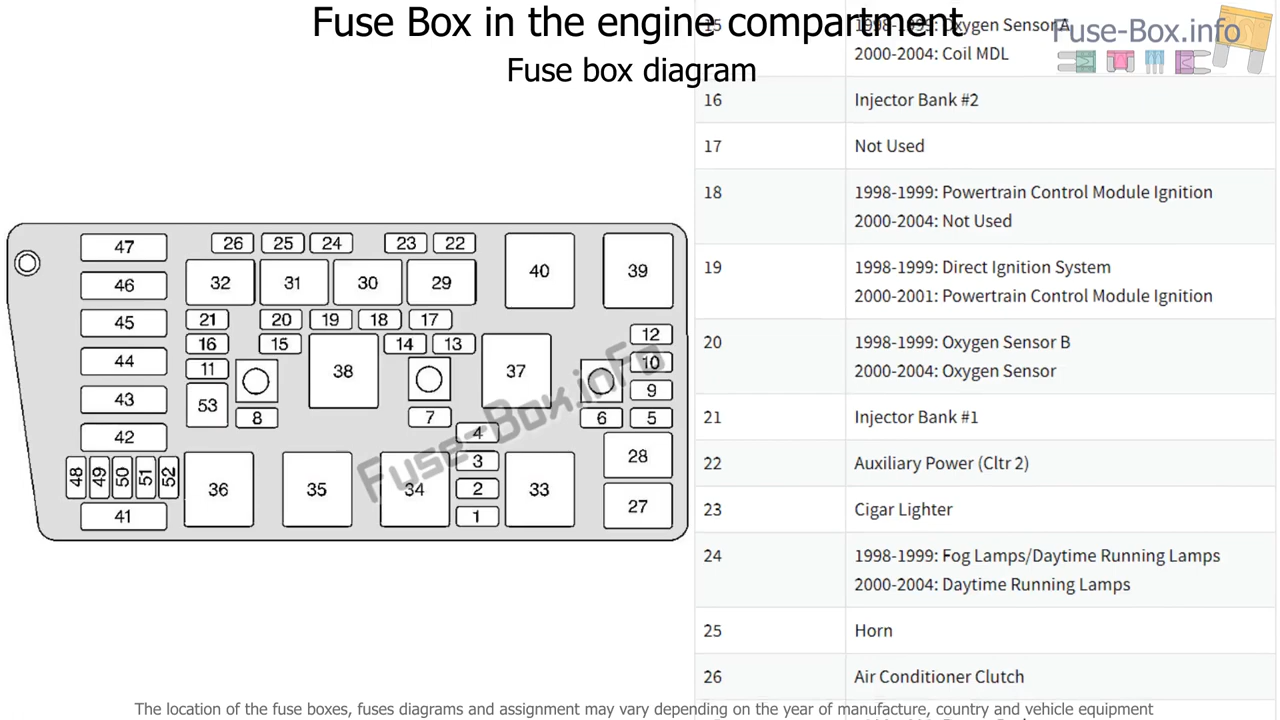 Fuse Box in the engine compartment
Fuse box diagram
Fuse-Box.info
15 1998-1999: Oxygen Sensor A
2000-2004: Coil MDL
16 Injector Bank #2
17 Not Used
18 1998-1999: Powertrain Control Module Ignition
2000-2004: Not Used
19 1998-1999: Direct Ignition System
2000-2001: Powertrain Control Module Ignition
20 1998-1999: Oxygen Sensor B
2000-2004: Oxygen Sensor
21 Injector Bank #1
22 Auxiliary Power (Cltr 2)
23 Cigar Lighter
24 1998-1999: Fog Lamps/Daytime Running Lamps
2000-2004: Daytime Running Lamps
25 Horn
26 Air Conditioner Clutch
47 26 25 24 23 22
46 32 31 30 29 40 39
45 21 20 19 18 17
44 16 15 38 14 13 37 12
11 10
43 53 9
8 7 6 5
42 4
3 28
48 49 50 51 52 36 35 34 2 33
41 1 27
Fuse-Box.inFo
The location of the fuse boxes, fuses diagrams and assignment may vary depending on the year of manufacture, country and vehicle equipment